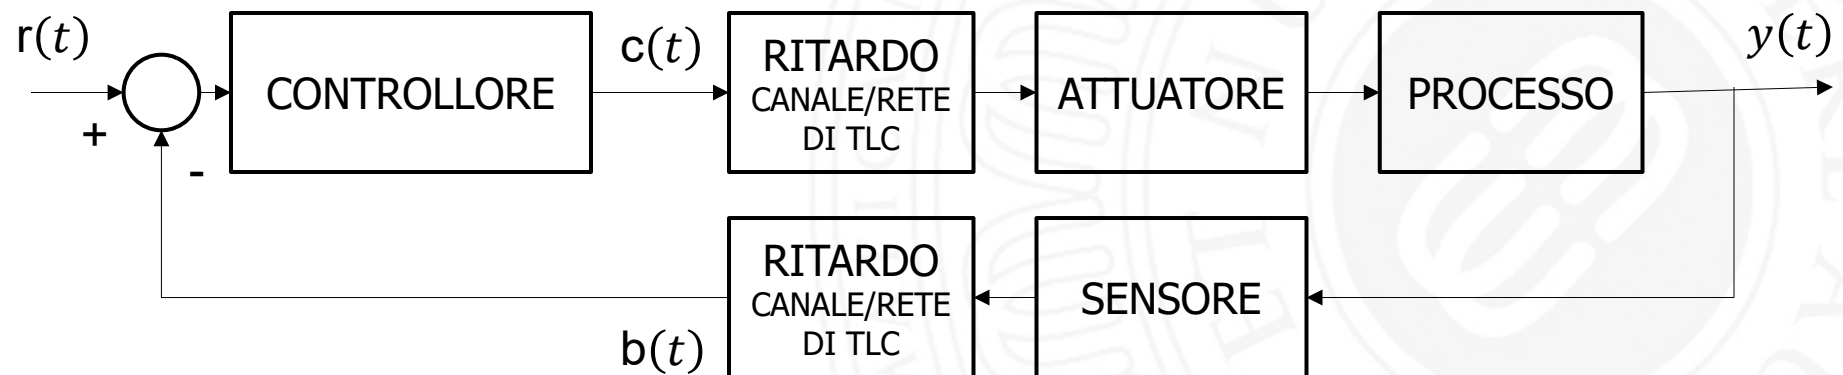 r(t)
+
-
CONTROLLORE
c(t)
RITARDO
CANALE/RETE
DI TLC
ATTUATORE
PROCESSO
y(t)
RITARDO
CANALE/RETE
DI TLC
SENSORE
b(t)